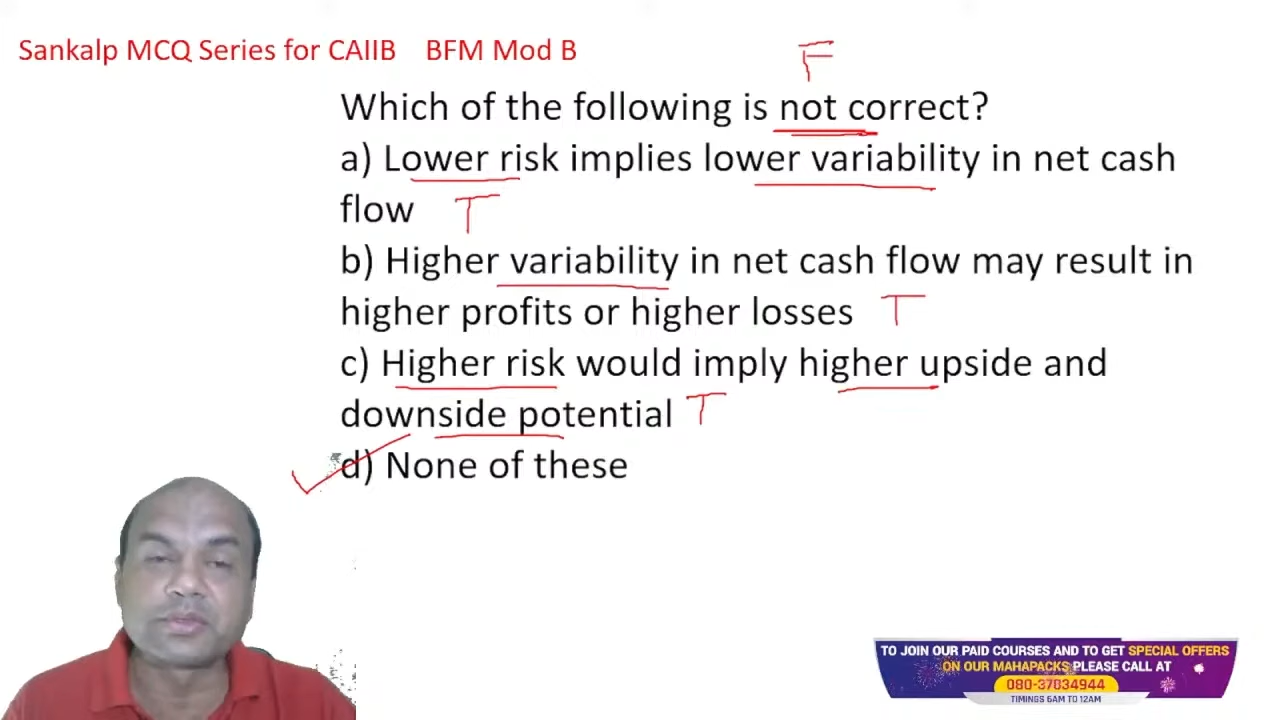 Sankalp MCQ Series for CAIIB BFM Mod B
F
Which of the following is not correct?
a) Lower risk implies lower variability in net cash
flow T
b) Higher variability in net cash flow may result in
higher profits or higher losses T
c) Higher risk would imply higher upside and
downside potential T
d) None of these
TO JOIN OUR PAID COURSES AND TO GET SPECIAL OFFERS
ON OUR MAHAPACKS PLEASE CALL AT
080-37034944
TIMINGS 6AM TO 12AM